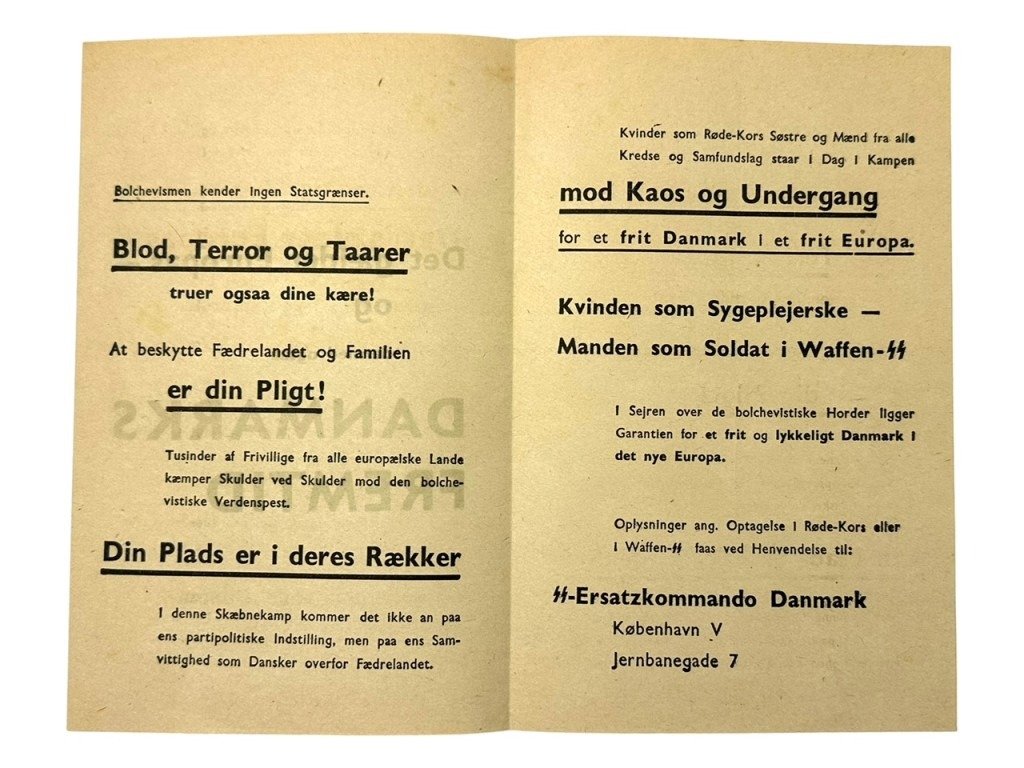 Bolchevismen kender ingen Statsgrænser.
Blod, Terror og Taarer
truer ogsaa dine kære!
At beskytte Fædrelandet og Familien
er din Pligt!
Tusinder af Frivillige fra alle europælske Lande
kæmper Skulder ved Skulder mod den bolche-
vistiske Verdenspest.
Din Plads er i deres Rækker
I denne Skæbnekamp kommer det ikke an paa
ens partipolitiske Indstilling, men paa ens Sam-
vittighed som Dansker overfor Fædrelandet.
Kvinder som Røde-Kors Søstre og Mænd fra alle
Kredse og Samfundslag staar i Dag i Kampen
mod Kaos og Undergang
for et frit Danmark i et frit Europa.
Kvinden som Sygeplejerske —
Manden som Soldat i Waffen-SS
I Sejren over de bolchevistiske Horder ligger
Garantien for et frit og lykkeligt Danmark i
det nye Europa.
Oplysninger ang. Optagelse i Røde-Kors eller
i Waffen-SS faas ved Henvendelse til:
SS-Ersatzkommando Danmark
København V
Jernbanegade 7
DANMARKS
FREMTID